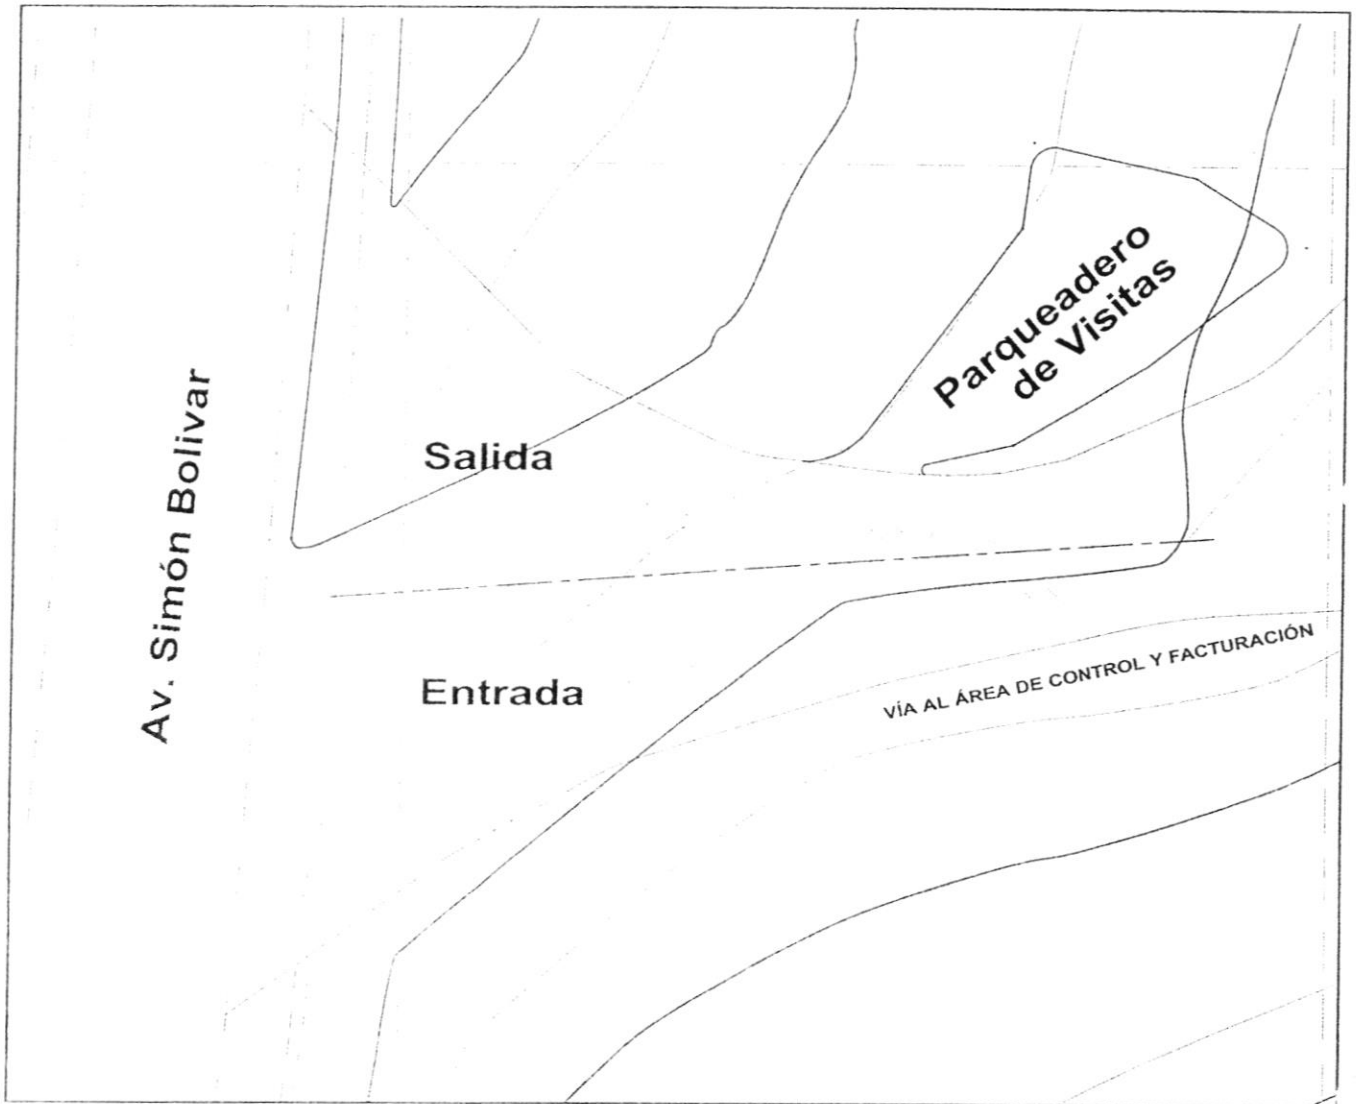 Parqueadero
de Visitas
Salida
Av. Simón Bolivar
Entrada
VÍA AL ÁREA DE CONTROL Y FACTURACIÓN